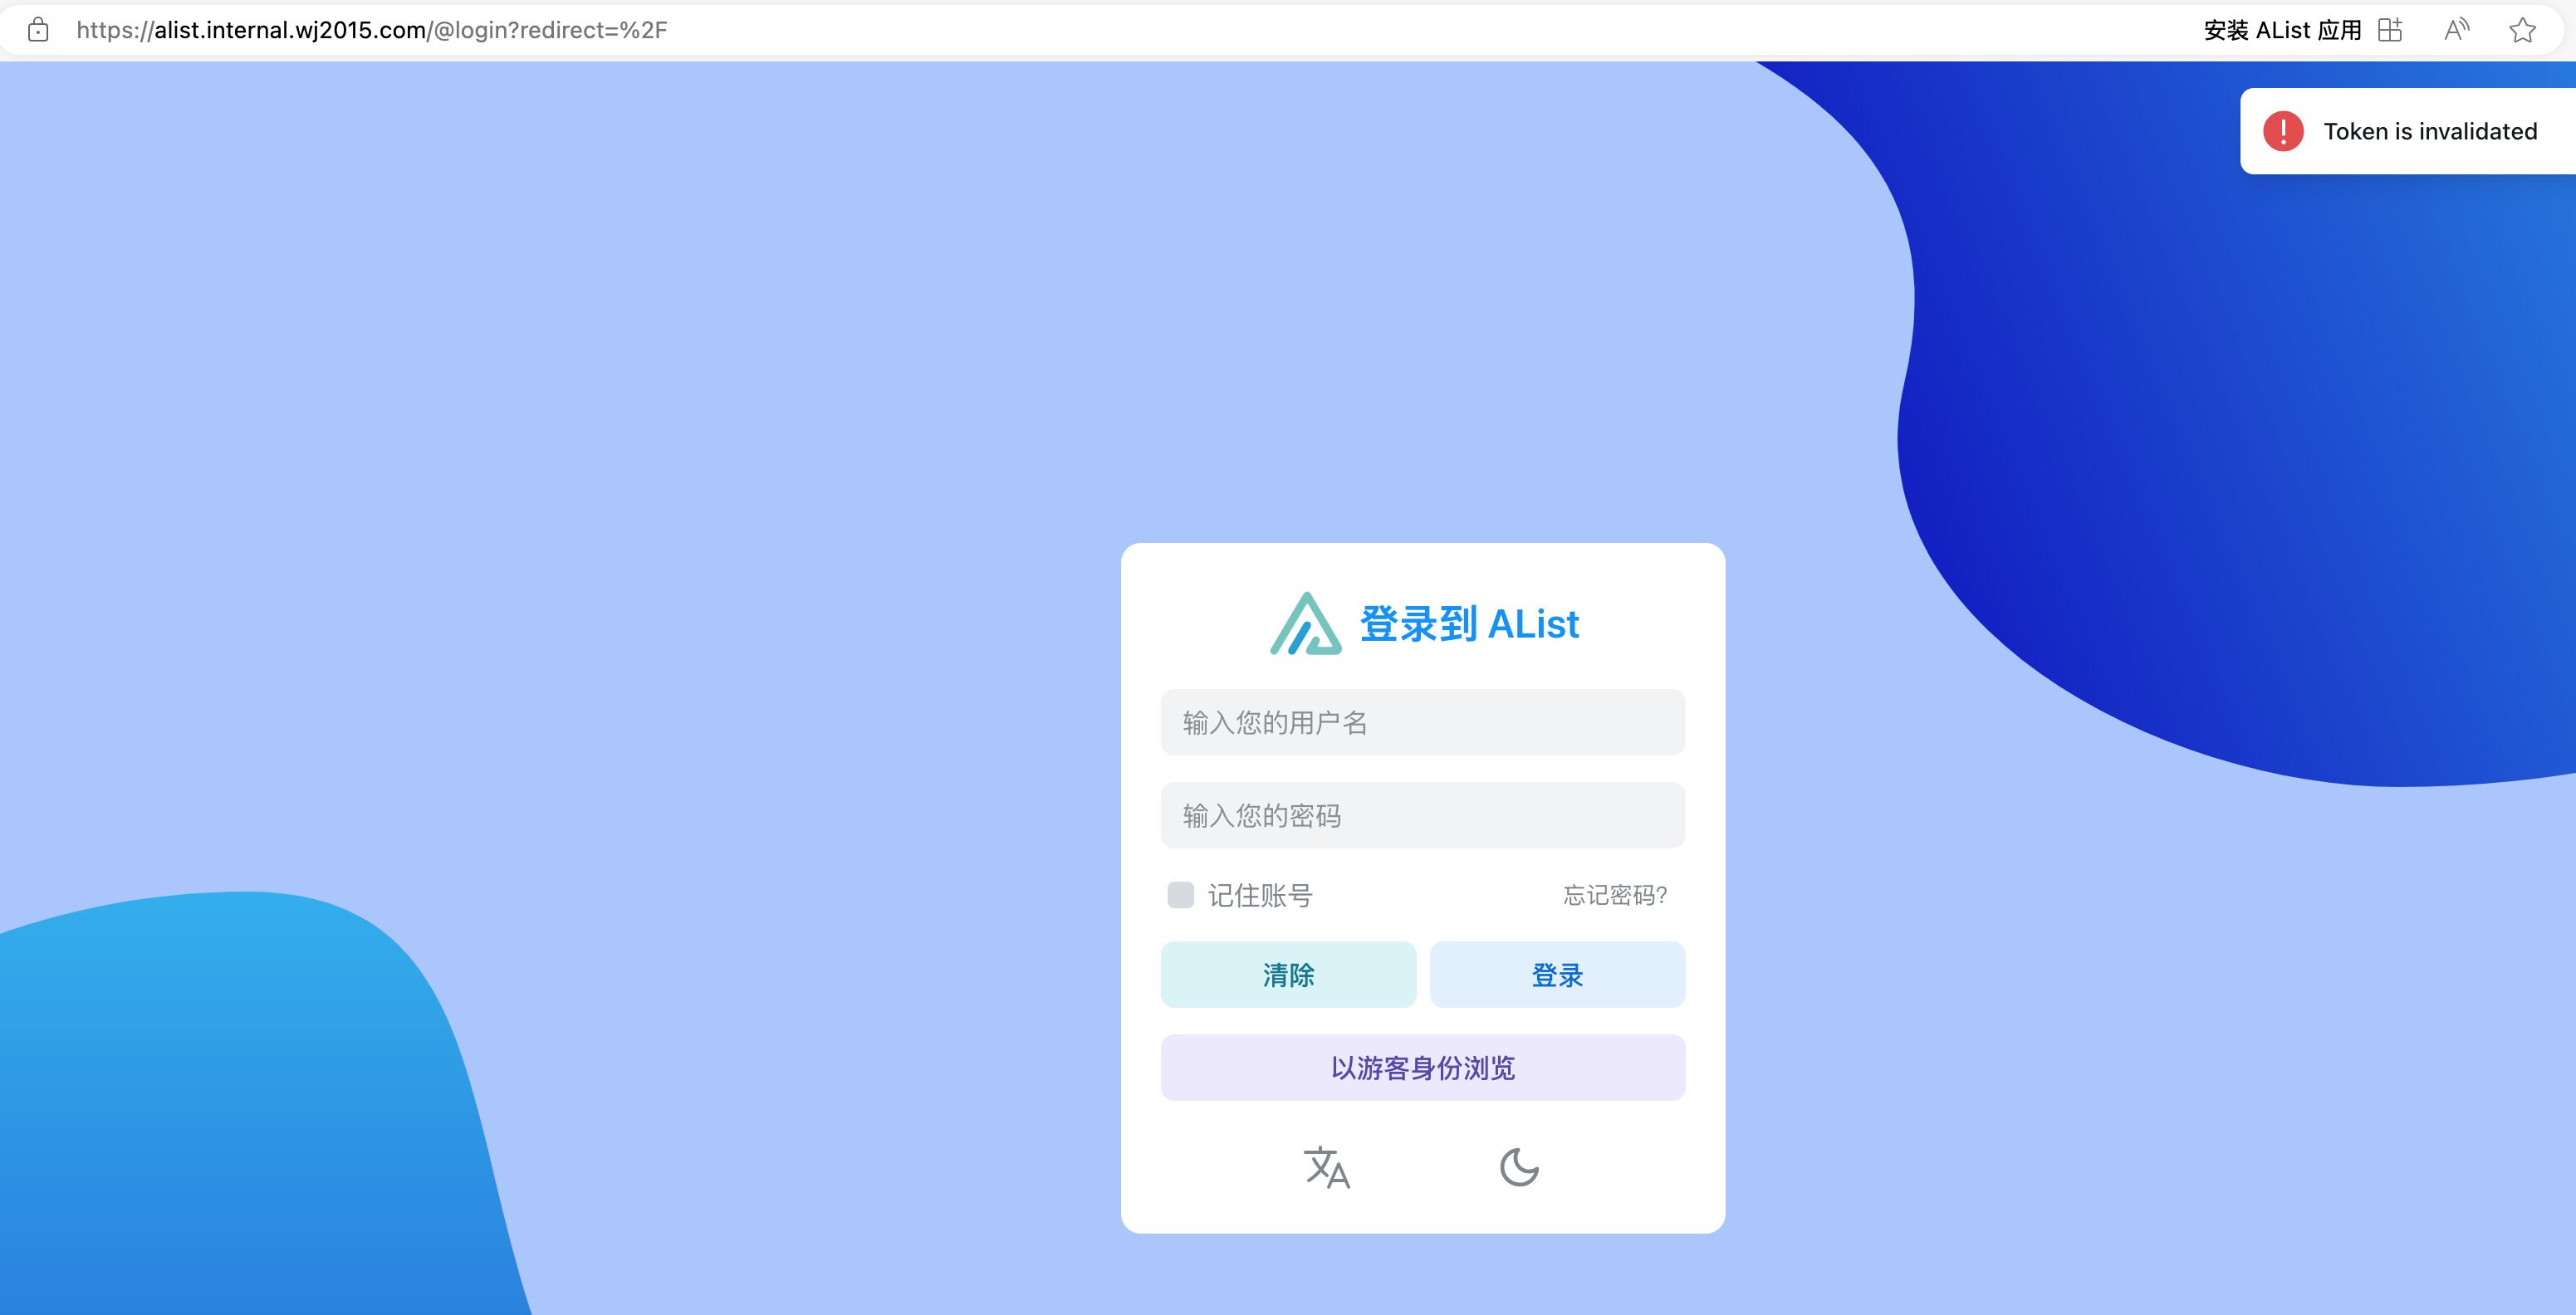 https://alist.internal.wj2015.com/@login?redirect=%2F
安装 AList 应用
Token is invalidated
登录到 AList
输入您的用户名
输入您的密码
记住账号
忘记密码?
清除
登录
以游客身份浏览